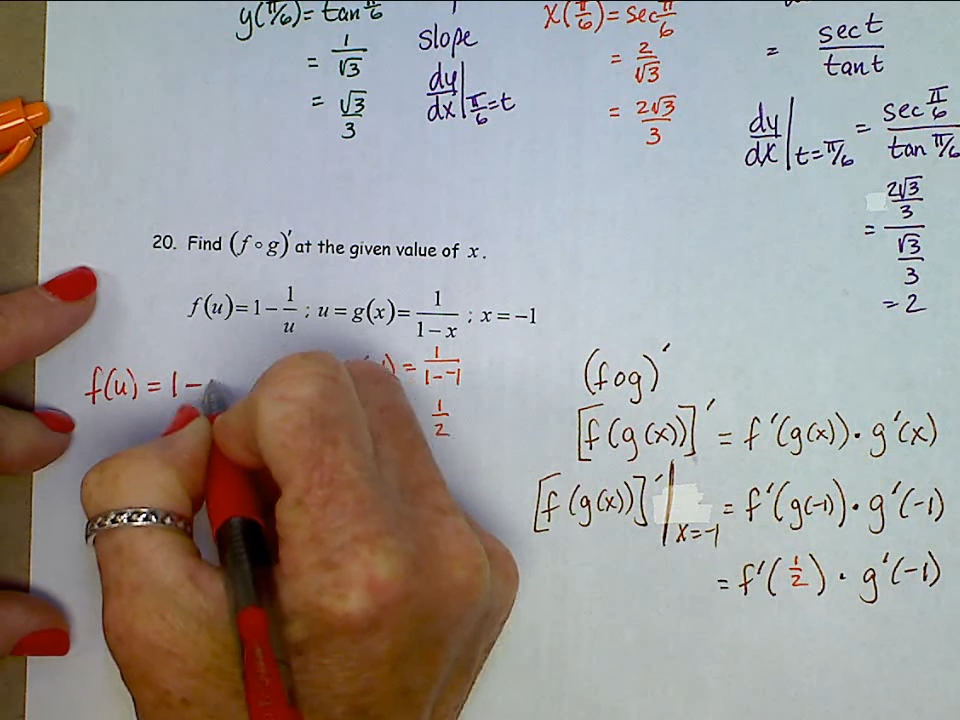 y(π/6) = tan π/6
= 1/√3
= √3/3
slope
dy/dx | π/6 = t
x(π/6) = sec π/6
= 2/√3
= 2√3/3
= sec t / tan t
dy/dx | t = π/6 = sec π/6 / tan π/6
= 2√3/3 / √3/3
= 2
20. Find (f∘g)′ at the given value of x.
f(u) = 1 − 1/u ; u = g(x) = 1/(1−x) ; x = −1
f(u) = 1 −
) = 1/(1−−1)
1/2
(fog)′
[f(g(x))]′ = f′(g(x)) · g′(x)
[f(g(x))]′ | x=−1 = f′(g(−1)) · g′(−1)
= f′(1/2) · g′(−1)